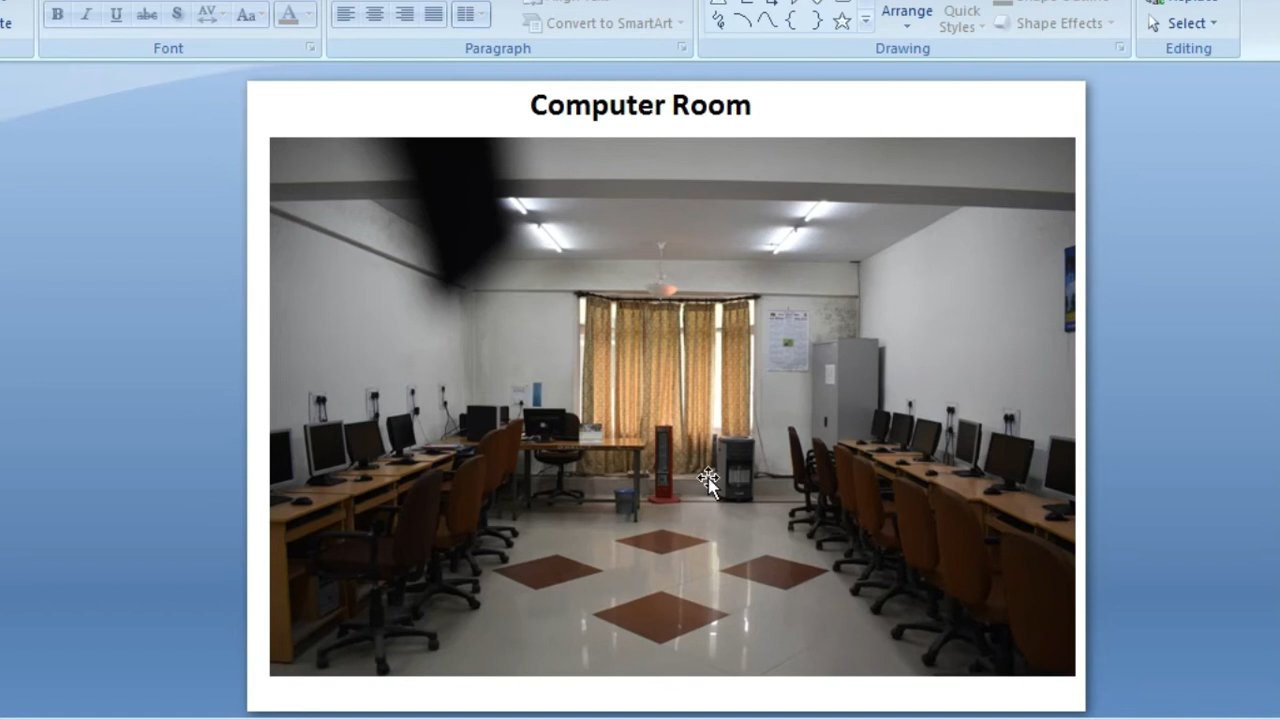 Convert to SmartArt
Arrange
Quick
Styles
Shape Effects
Select
Font
Paragraph
Drawing
Editing
Computer Room